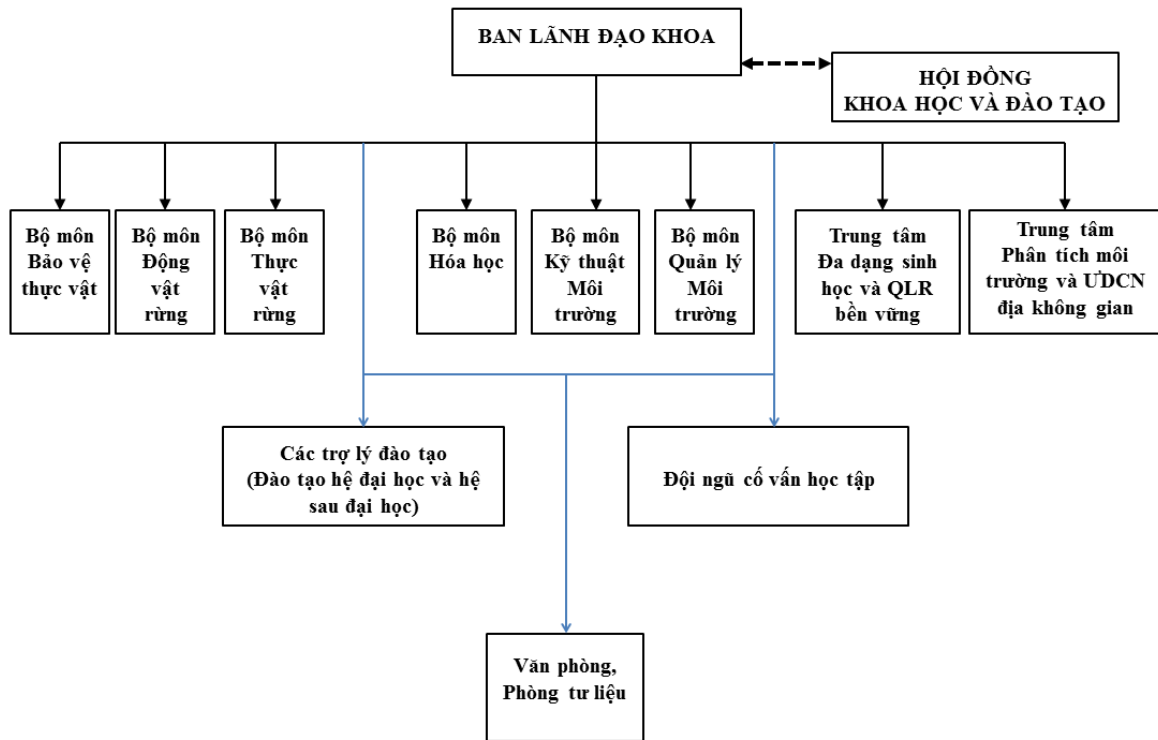 BAN LÃNH ĐẠO KHOA
HỘI ĐỒNG
KHOA HỌC VÀ ĐÀO TẠO
Bộ môn
Bảo vệ
thực vật
Bộ môn
Động
vật
rừng
Bộ môn
Thực
vật
rừng
Bộ môn
Hóa học
Bộ môn
Kỹ thuật
Môi
trường
Bộ môn
Quản lý
Môi
trường
Trung tâm
Đa dạng sinh
học và QLR
bền vững
Trung tâm
Phân tích môi
trường và ƯDCN
địa không gian
Các trợ lý đào tạo
(Đào tạo hệ đại học và hệ
sau đại học)
Đội ngũ cố vấn học tập
Văn phòng,
Phòng tư liệu